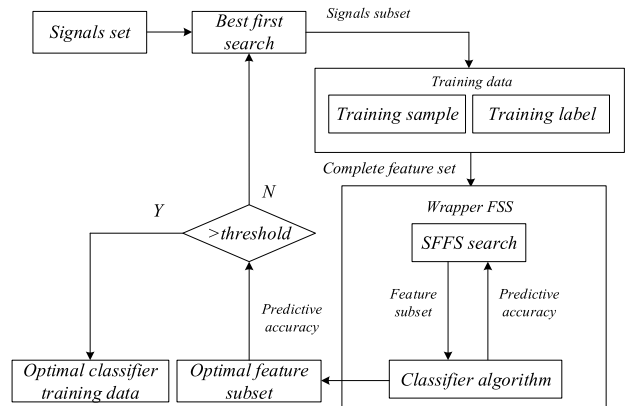 Signals set
Best first
search
Signals subset
Training data
Training sample
Training label
Complete feature set
Wrapper FSS
SFFS search
Feature
subset
Predictive
accuracy
Classifier algorithm
N
Y
>threshold
Predictive
accuracy
Optimal classifier
training data
Optimal feature
subset